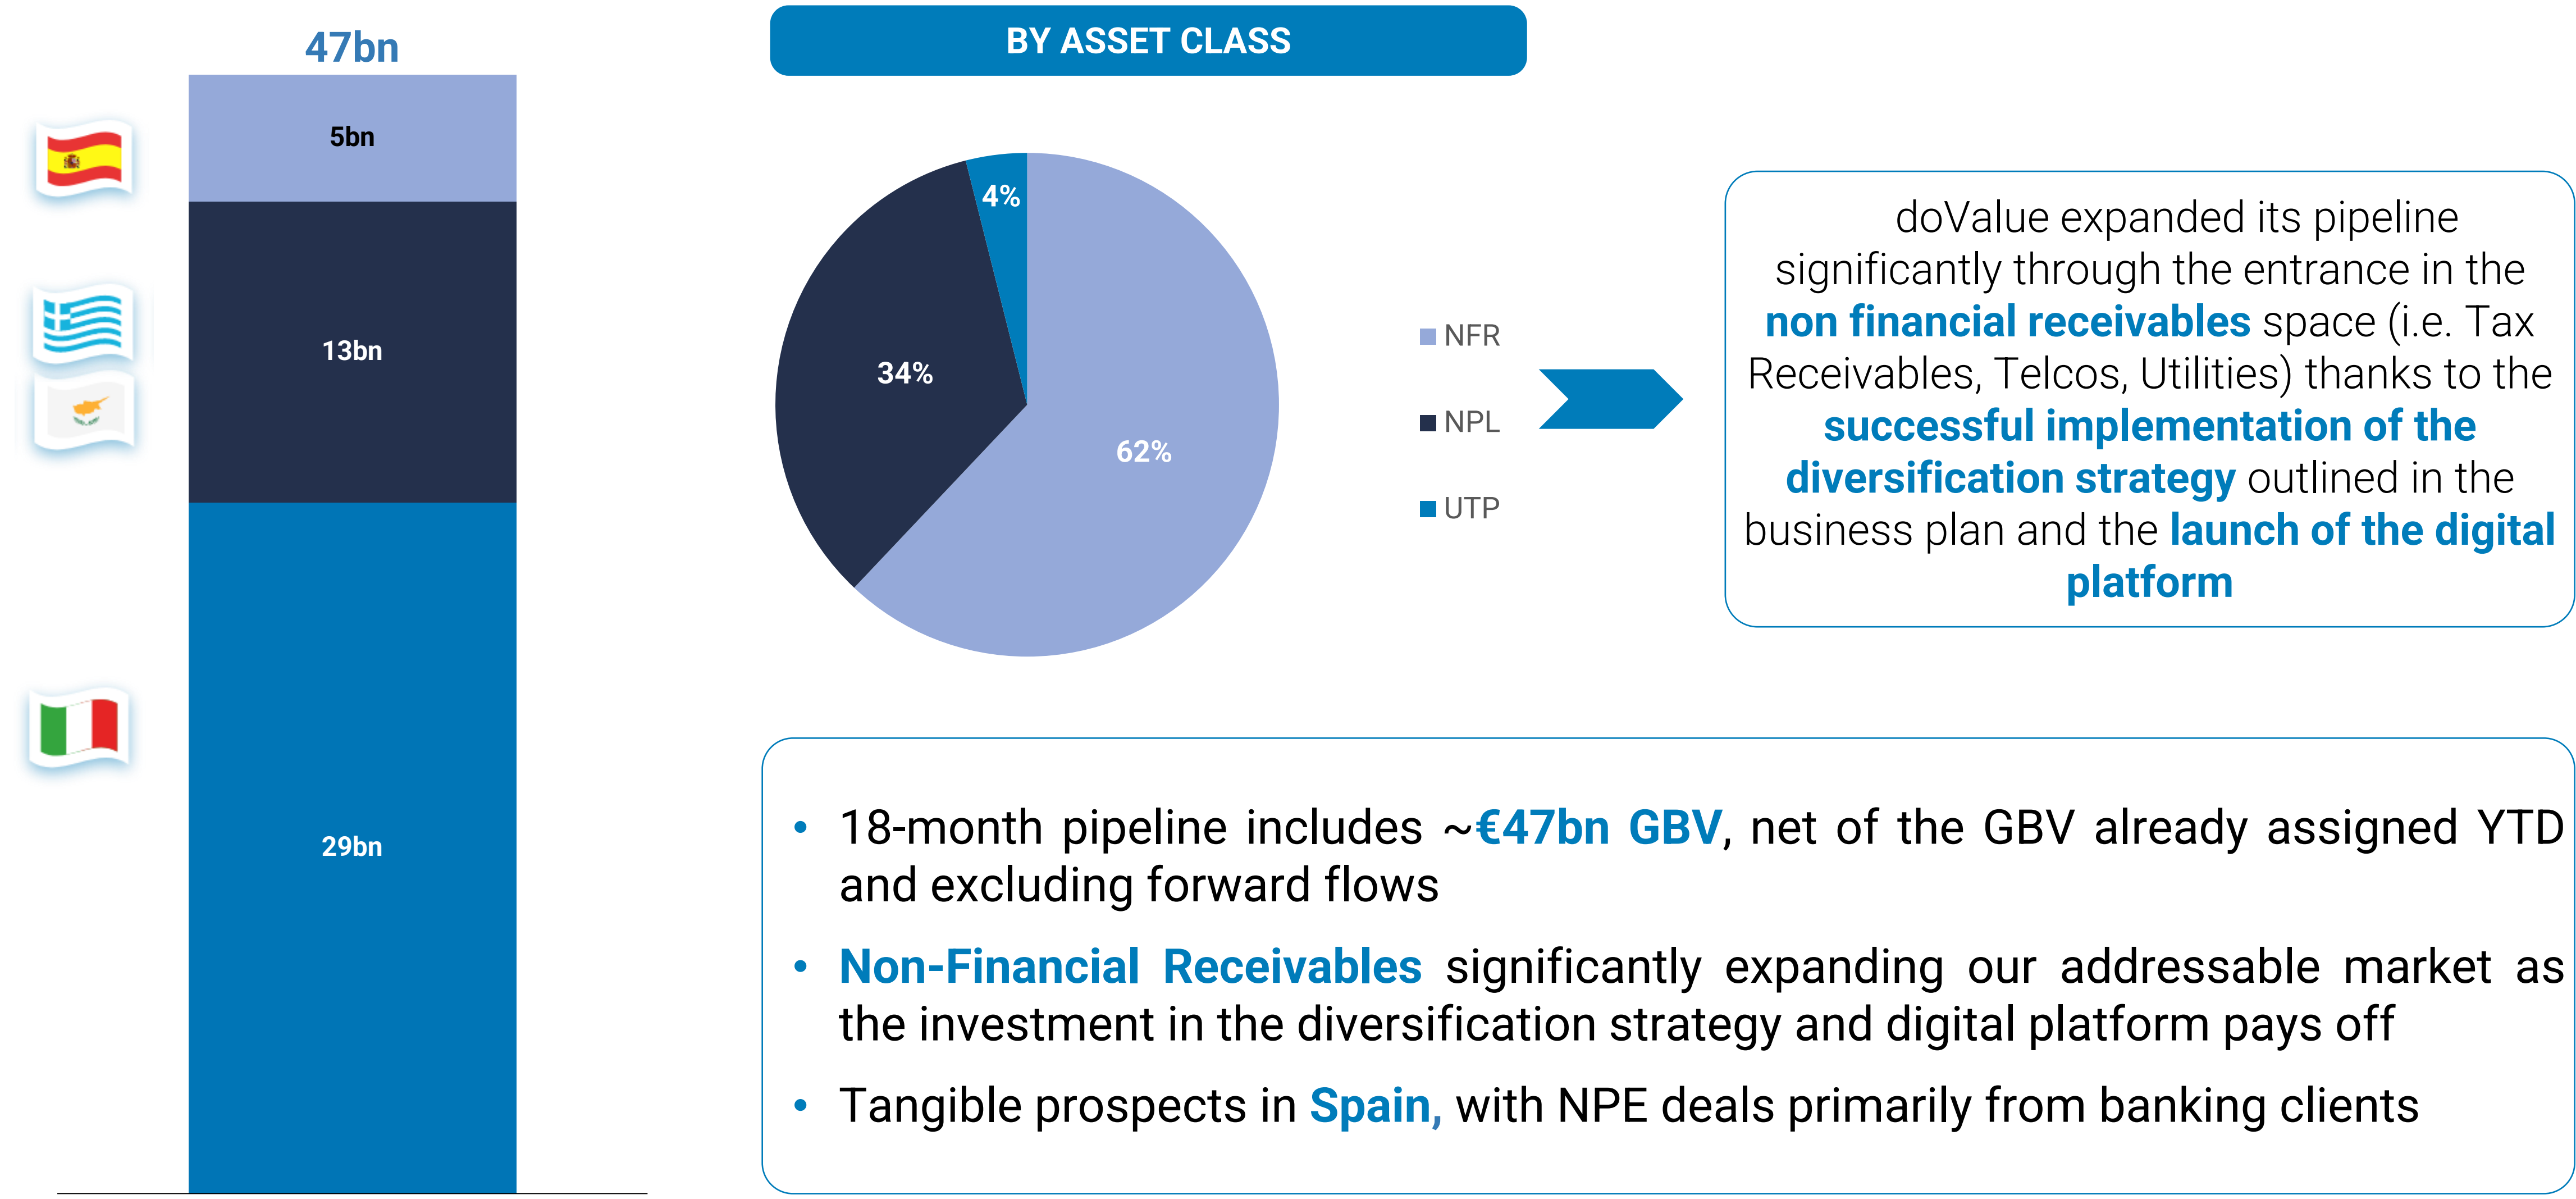 47bn
5bn
13bn
29bn
BY ASSET CLASS
4%
34%
62%
NFR
NPL
UTP
doValue expanded its pipeline
significantly through the entrance in the
non financial receivables space (i.e. Tax
Receivables, Telcos, Utilities) thanks to the
successful implementation of the
diversification strategy outlined in the
business plan and the launch of the digital
platform
• 18-month pipeline includes ~€47bn GBV, net of the GBV already assigned YTD
and excluding forward flows
• Non-Financial Receivables significantly expanding our addressable market as
the investment in the diversification strategy and digital platform pays off
• Tangible prospects in Spain, with NPE deals primarily from banking clients